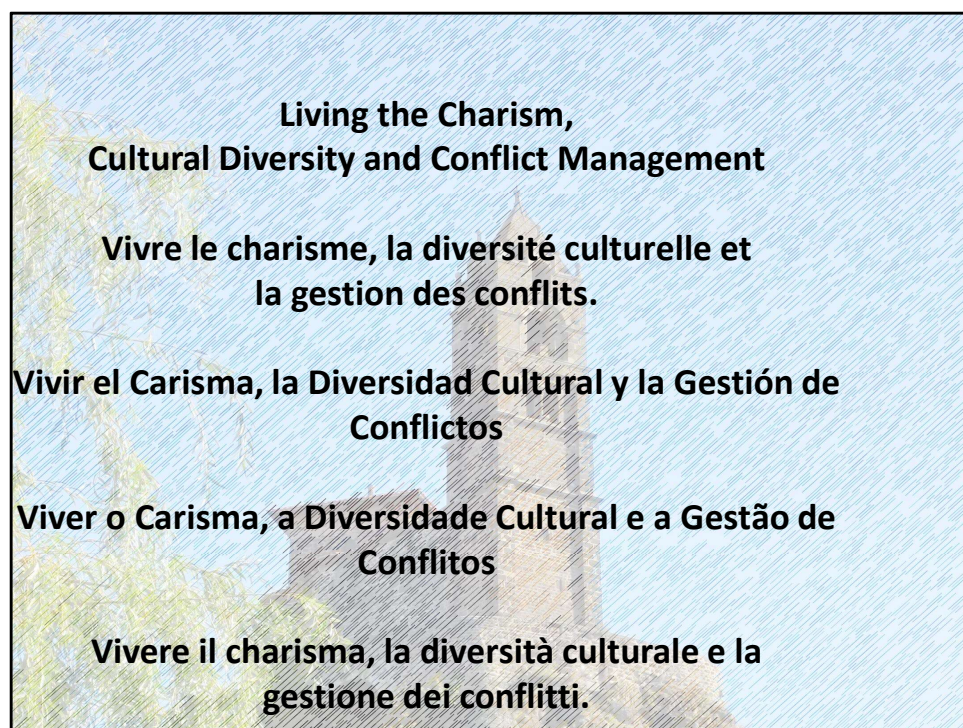 Living the Charism,
Cultural Diversity and Conflict Management
Vivre le charisme, la diversité culturelle et
la gestion des conflits.
Vivir el Carisma, la Diversidad Cultural y la Gestión de
Conflictos
Viver o Carisma, a Diversidade Cultural e a Gestão de
Conflitos
Vivere il charisma, la diversità culturale e la
gestione dei conflitti.